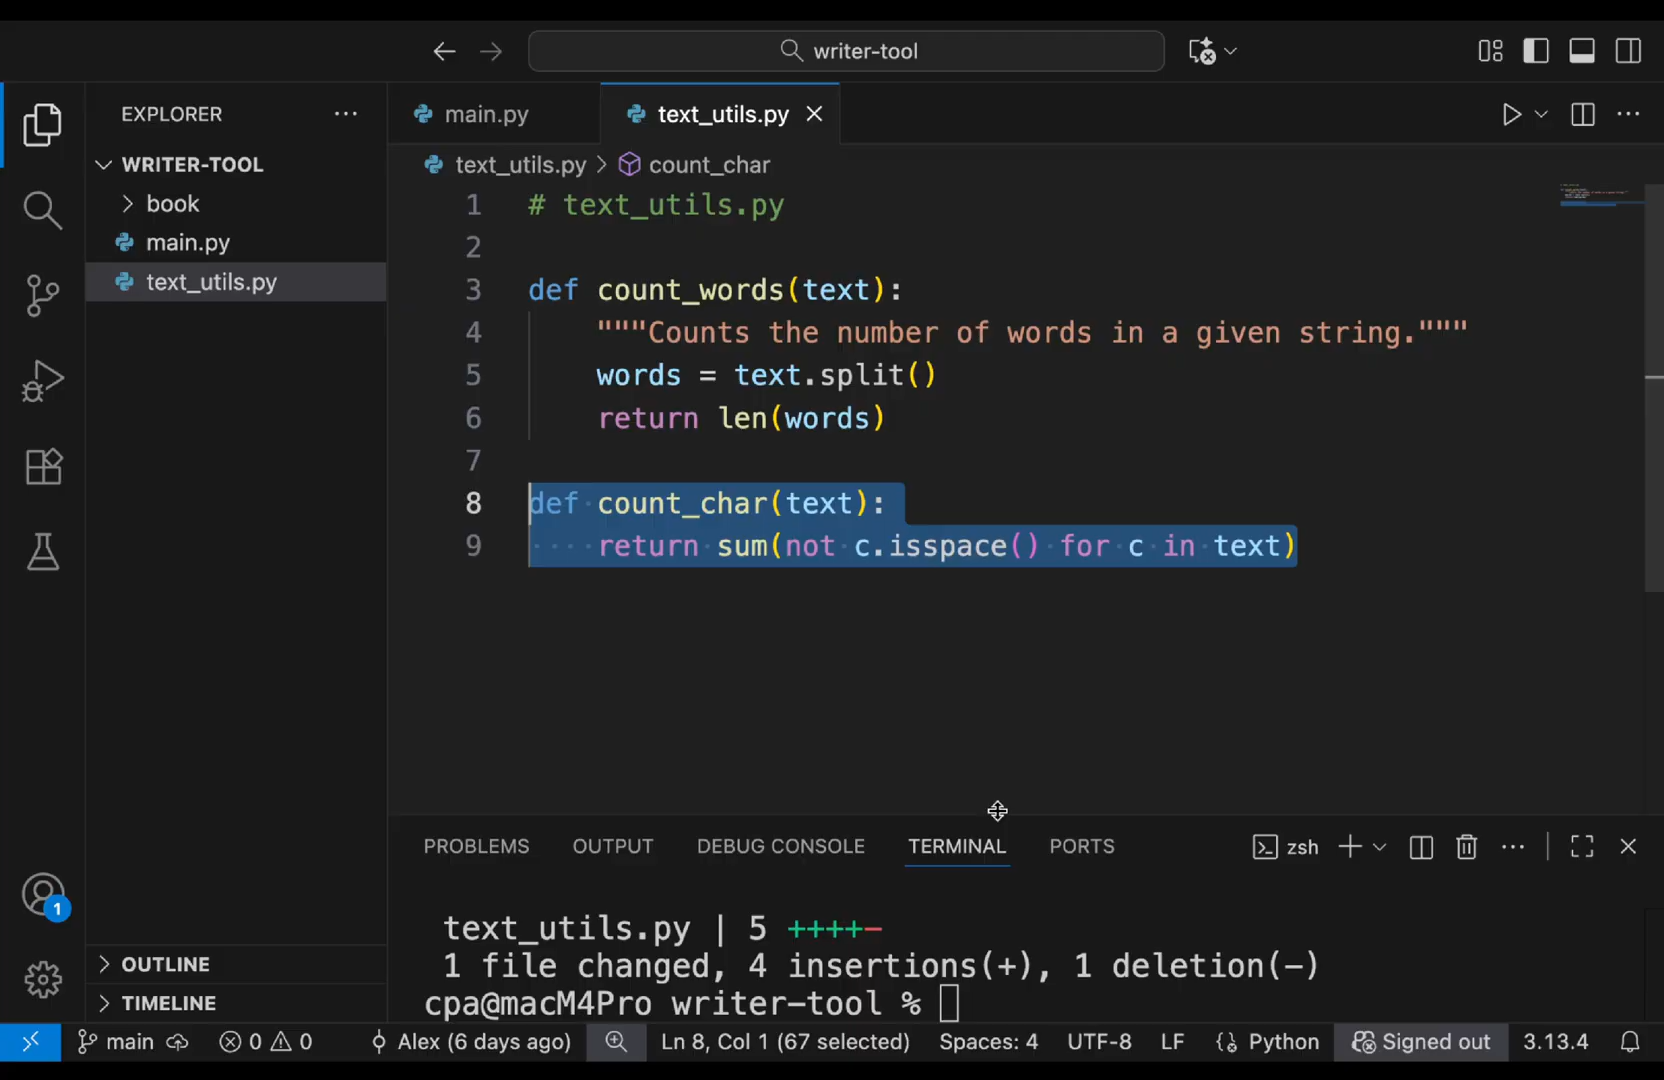 writer-tool
EXPLORER
WRITER-TOOL
book
main.py
text_utils.py
OUTLINE
TIMELINE
main.py
text_utils.py
text_utils.py > count_char
1 # text_utils.py
2
3 def count_words(text):
4 """Counts the number of words in a given string."""
5 words = text.split()
6 return len(words)
7
8 def count_char(text):
9 return sum(not c.isspace() for c in text)
PROBLEMS OUTPUT DEBUG CONSOLE TERMINAL PORTS zsh
text_utils.py | 5 ++++-
1 file changed, 4 insertions(+), 1 deletion(-)
cpa@macM4Pro writer-tool %
1
main 0 0 Alex (6 days ago) Ln 8, Col 1 (67 selected) Spaces: 4 UTF-8 LF Python Signed out 3.13.4